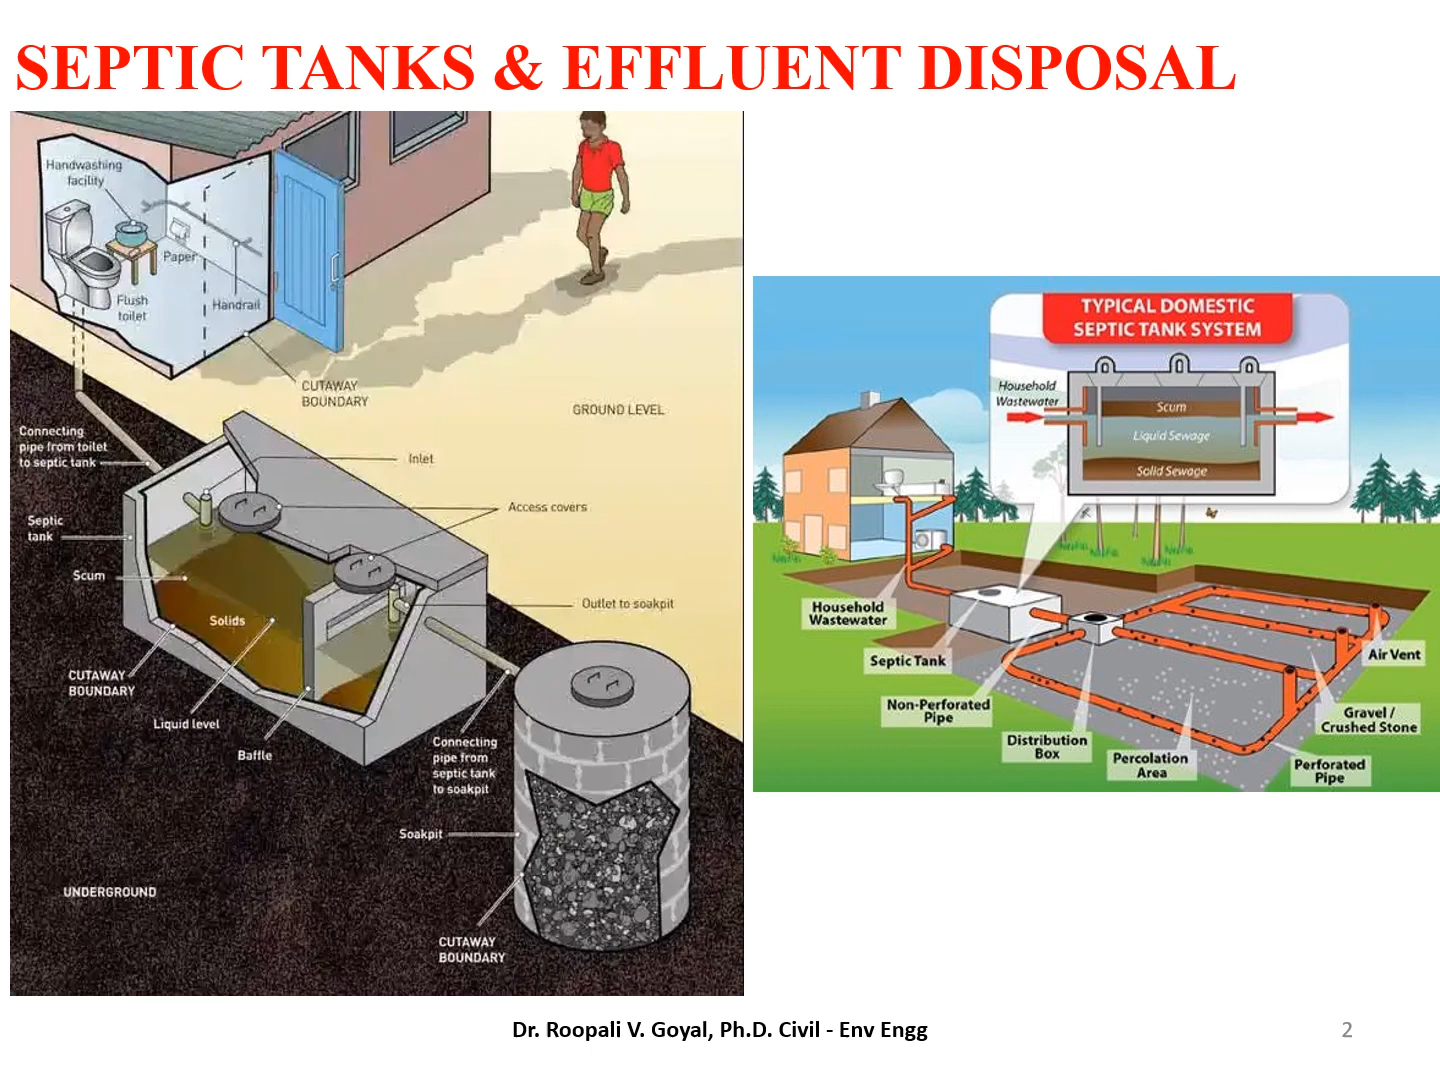 SEPTIC TANKS & EFFLUENT DISPOSAL
Handwashing
facility
Paper
Flush
toilet
Handrail
CUTAWAY
BOUNDARY
GROUND LEVEL
Connecting
pipe from toilet
to septic tank
Inlet
Access covers
Septic
tank
Scum
Solids
Outlet to soakpit
CUTAWAY
BOUNDARY
Liquid level
Baffle
Connecting
pipe from
septic tank
to soakpit
Soakpit
UNDERGROUND
CUTAWAY
BOUNDARY
TYPICAL DOMESTIC
SEPTIC TANK SYSTEM
Household
Wastewater
Scum
Liquid Sewage
Solid Sewage
Household
Wastewater
Septic Tank
Non-Perforated
Pipe
Distribution
Box
Percolation
Area
Air Vent
Gravel /
Crushed Stone
Perforated
Pipe
Dr. Roopali V. Goyal, Ph.D. Civil - Env Engg
2